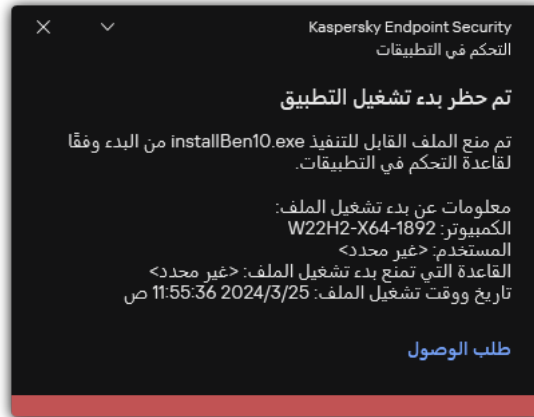 Kaspersky Endpoint Security
التحكم في التطبيقات
تم حظر بدء تشغيل التطبيق
تم منع الملف القابل للتنفيذ installBen10.exe من البدء وفقًا
لقاعدة التحكم في التطبيقات.
معلومات عن بدء تشغيل الملف:
الكمبيوتر: W22H2-X64-1892
المستخدم: <غير محدد>
القاعدة التي تمنع بدء تشغيل الملف: <غير محدد>
تاريخ ووقت تشغيل الملف: 2024/3/25 11:55:36 ص
طلب الوصول